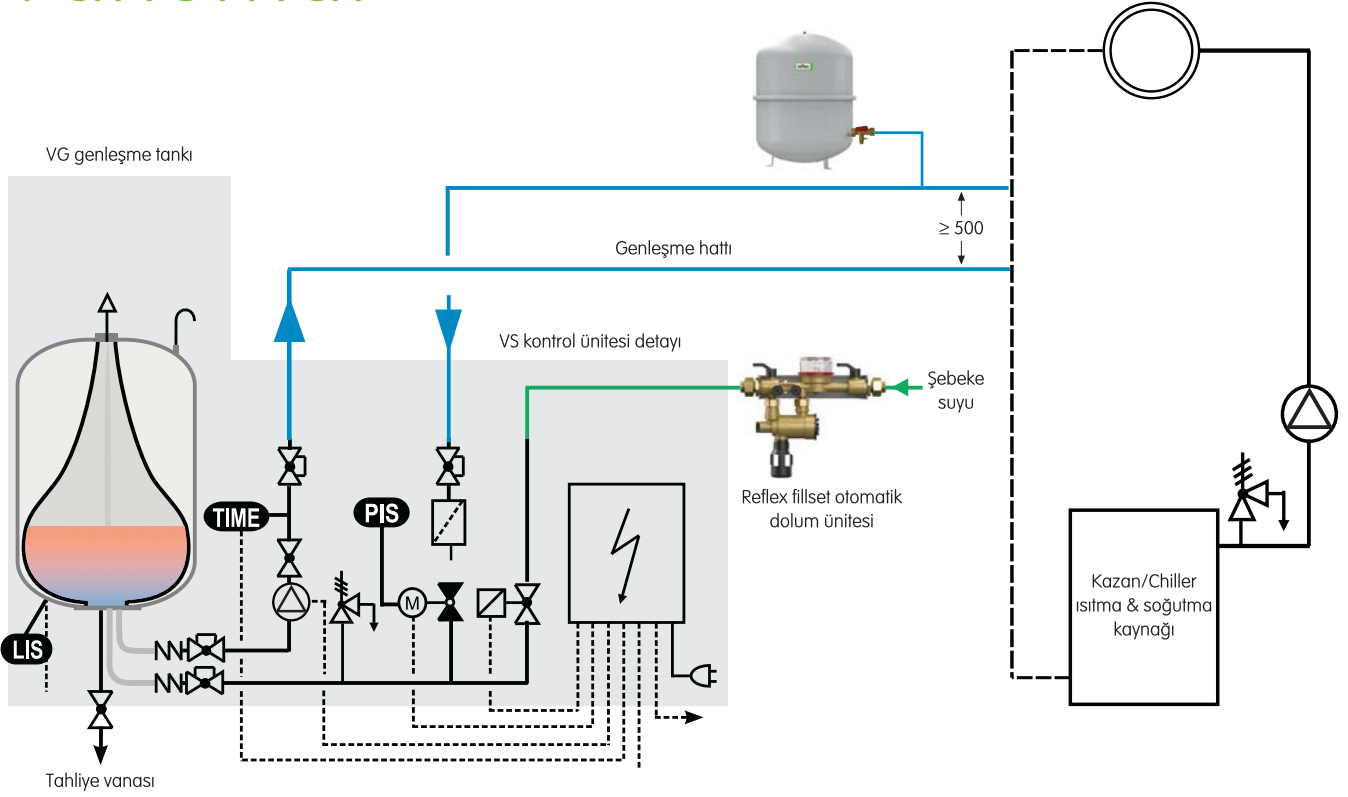 VG genleşme tankı
≥ 500
Genleşme hattı
VS kontrol ünitesi detayı
Şebeke
suyu
Reflex fillset otomatik
dolum ünitesi
TIME
PIS
M
Kazan/Chiller
ısıtma & soğutma
kaynağı
LIS
Tahliye vanası